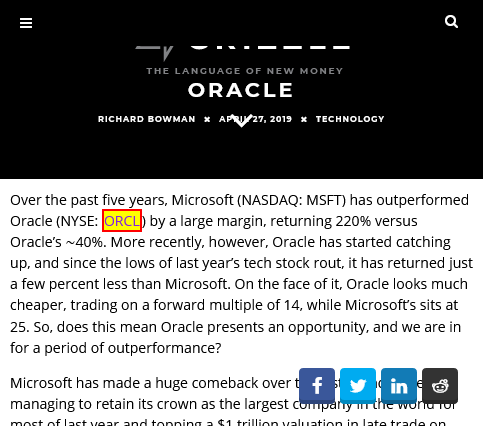 THE LANGUAGE OF NEW MONEY
ORACLE
RICHARD BOWMAN × APRIL 27, 2019 × TECHNOLOGY
Over the past five years, Microsoft (NASDAQ: MSFT) has outperformed
Oracle (NYSE: ORCL) by a large margin, returning 220% versus
Oracle’s ~40%. More recently, however, Oracle has started catching
up, and since the lows of last year’s tech stock rout, it has returned just
a few percent less than Microsoft. On the face of it, Oracle looks much
cheaper, trading on a forward multiple of 14, while Microsoft’s sits at
25. So, does this mean Oracle presents an opportunity, and we are in
for a period of outperformance?
Microsoft has made a huge comeback over
managing to retain its crown as the largest company in the world for
most of last year and topping a $1 trillion valuation in late trade on